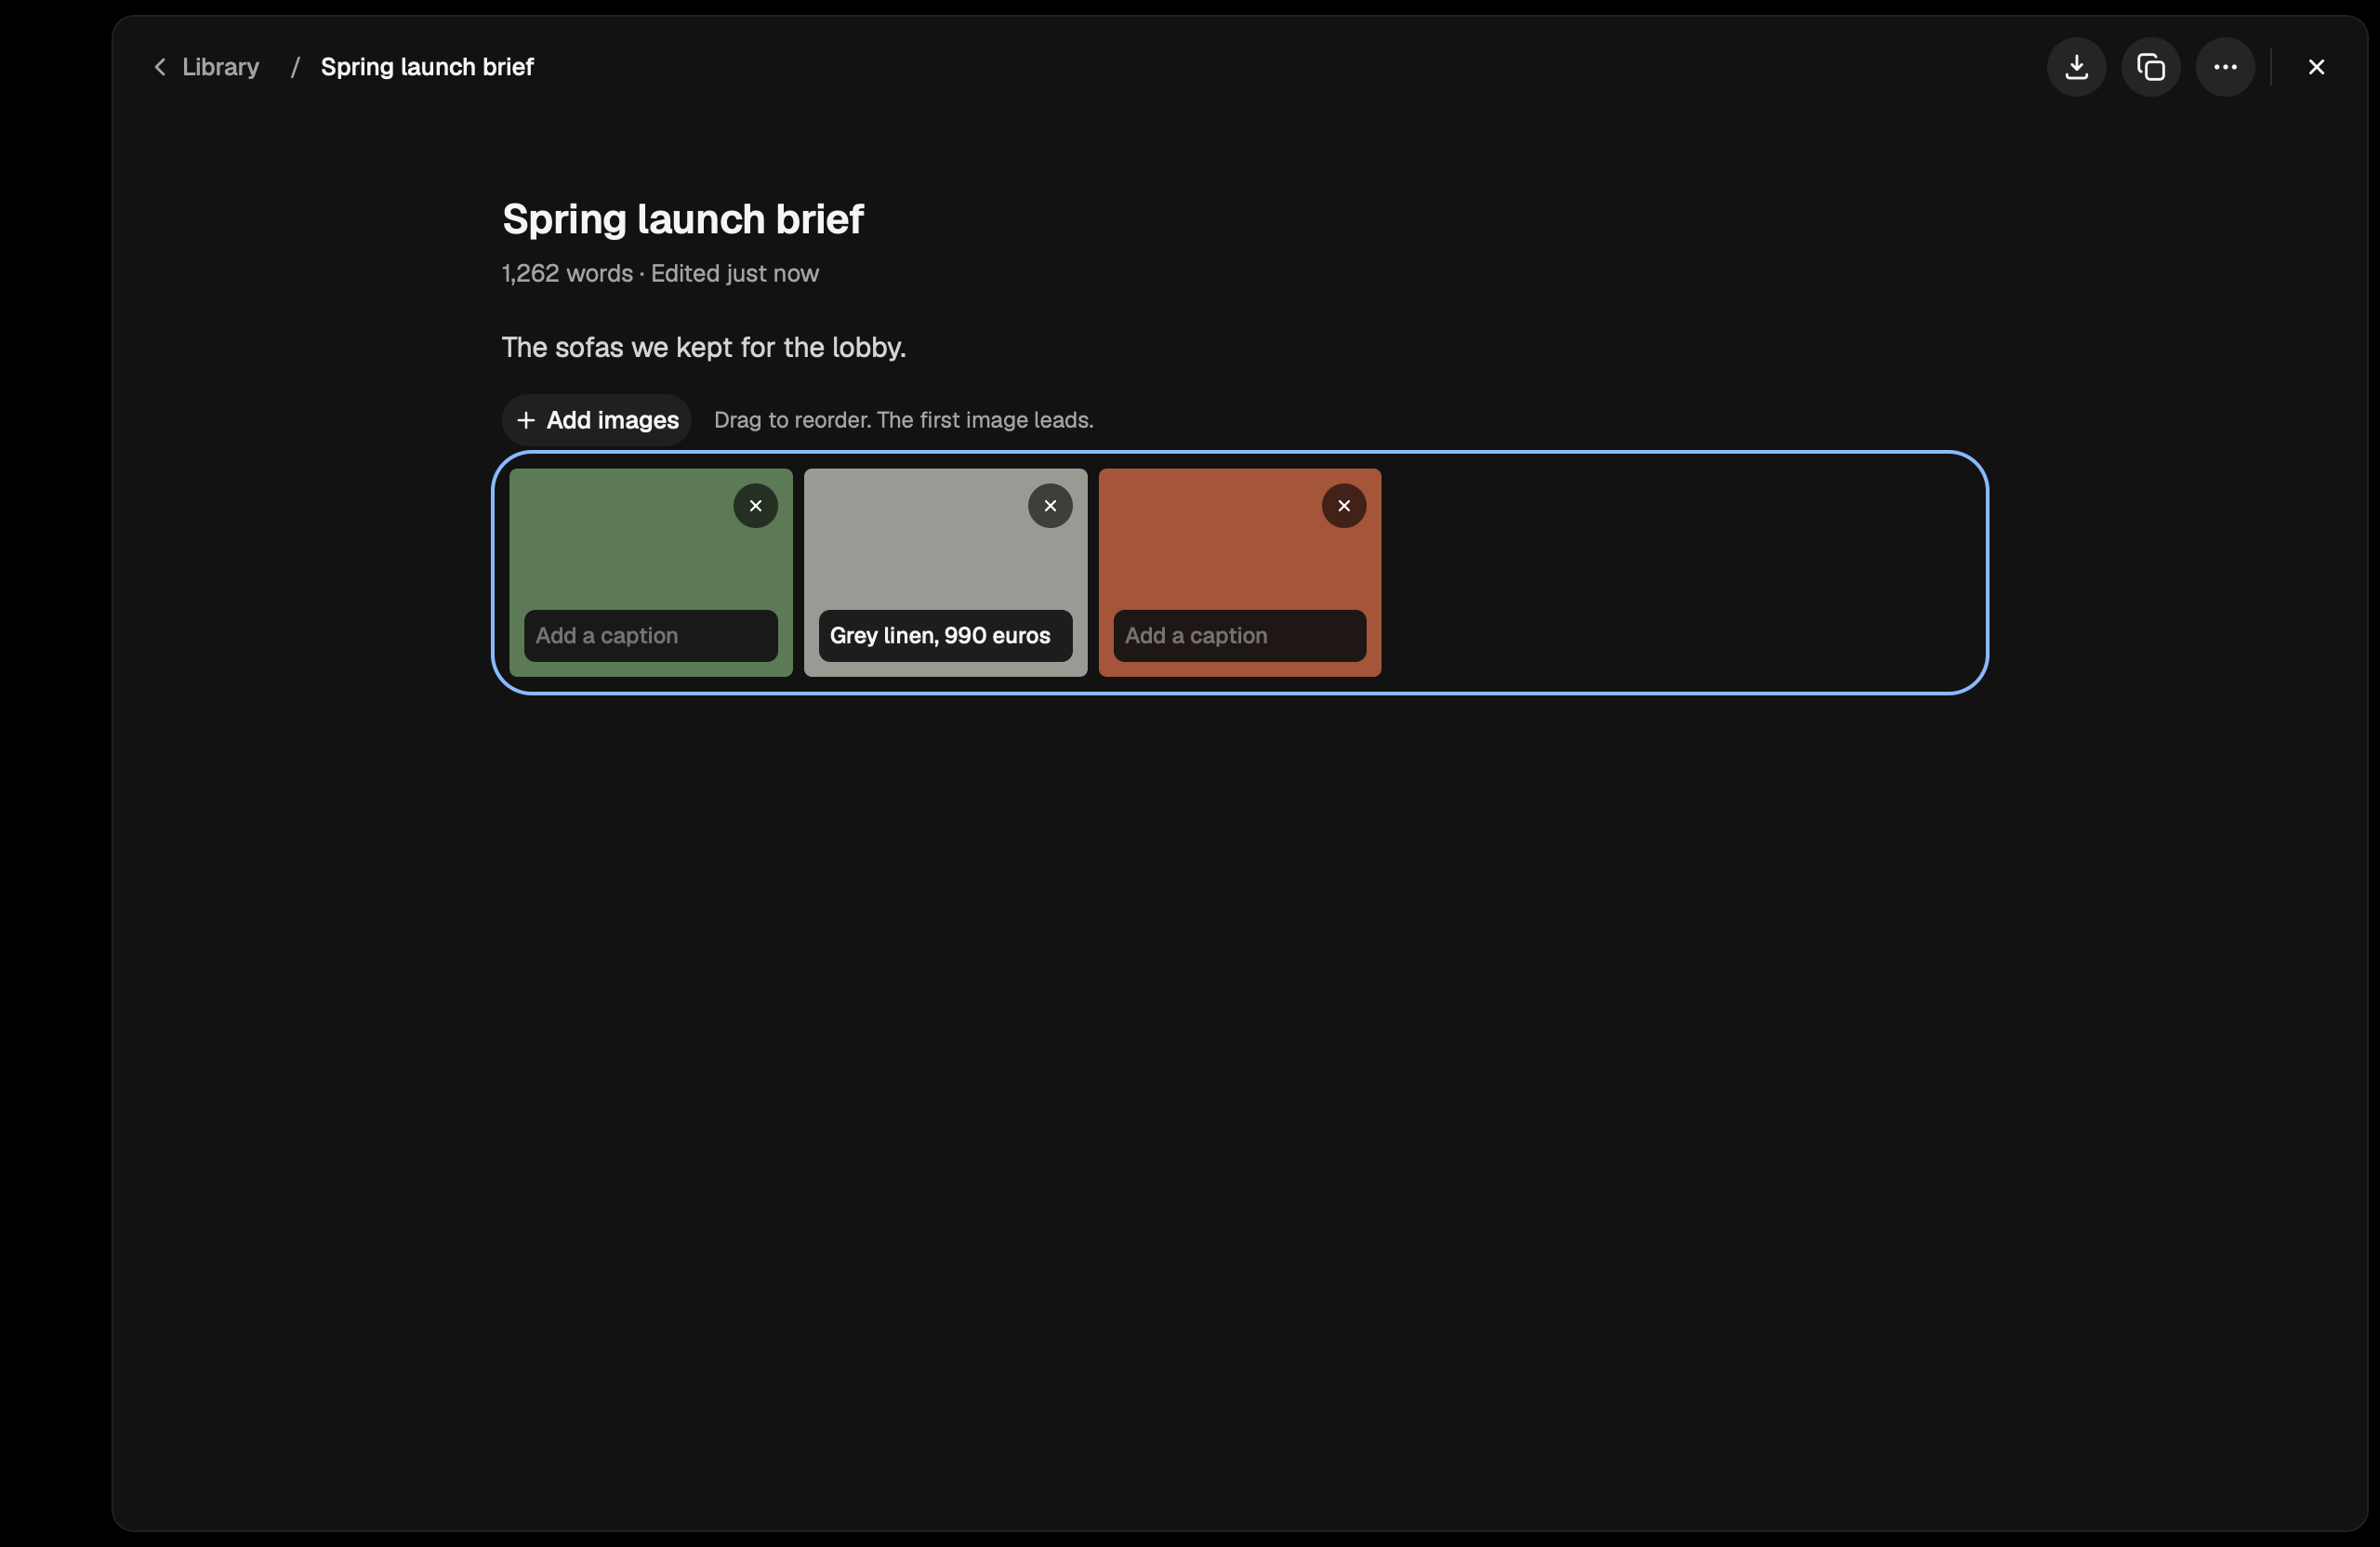 Library / Spring launch brief
Spring launch brief
1,262 words · Edited just now
The sofas we kept for the lobby.
Add images Drag to reorder. The first image leads.
Add a caption Grey linen, 990 euros Add a caption